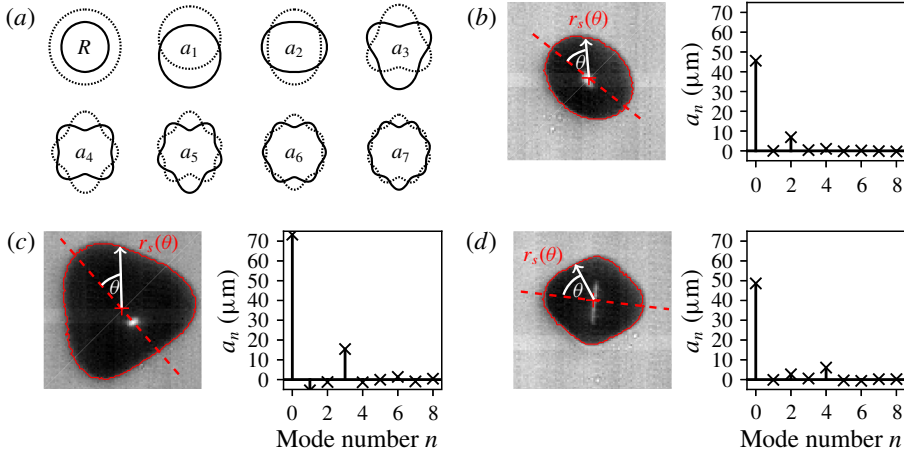 (a)
R
a1
a2
a3
a4
a5
a6
a7
(b)
rs(θ)
θ
an (μm)
70
60
50
40
30
20
10
0
0 2 4 6 8
(c)
rs(θ)
θ
an (μm)
70
60
50
40
30
20
10
0
0 2 4 6 8
Mode number n
(d)
rs(θ)
θ
an (μm)
70
60
50
40
30
20
10
0
0 2 4 6 8
Mode number n